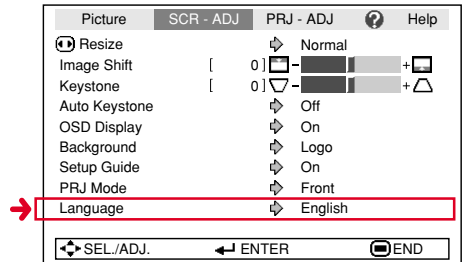 Picture SCR - ADJ PRJ - ADJ ? Help
Resize Normal
Image Shift [ 0 ] - +
Keystone [ 0 ] - +
Auto Keystone Off
OSD Display On
Background Logo
Setup Guide On
PRJ Mode Front
Language English
SEL./ADJ. ENTER END